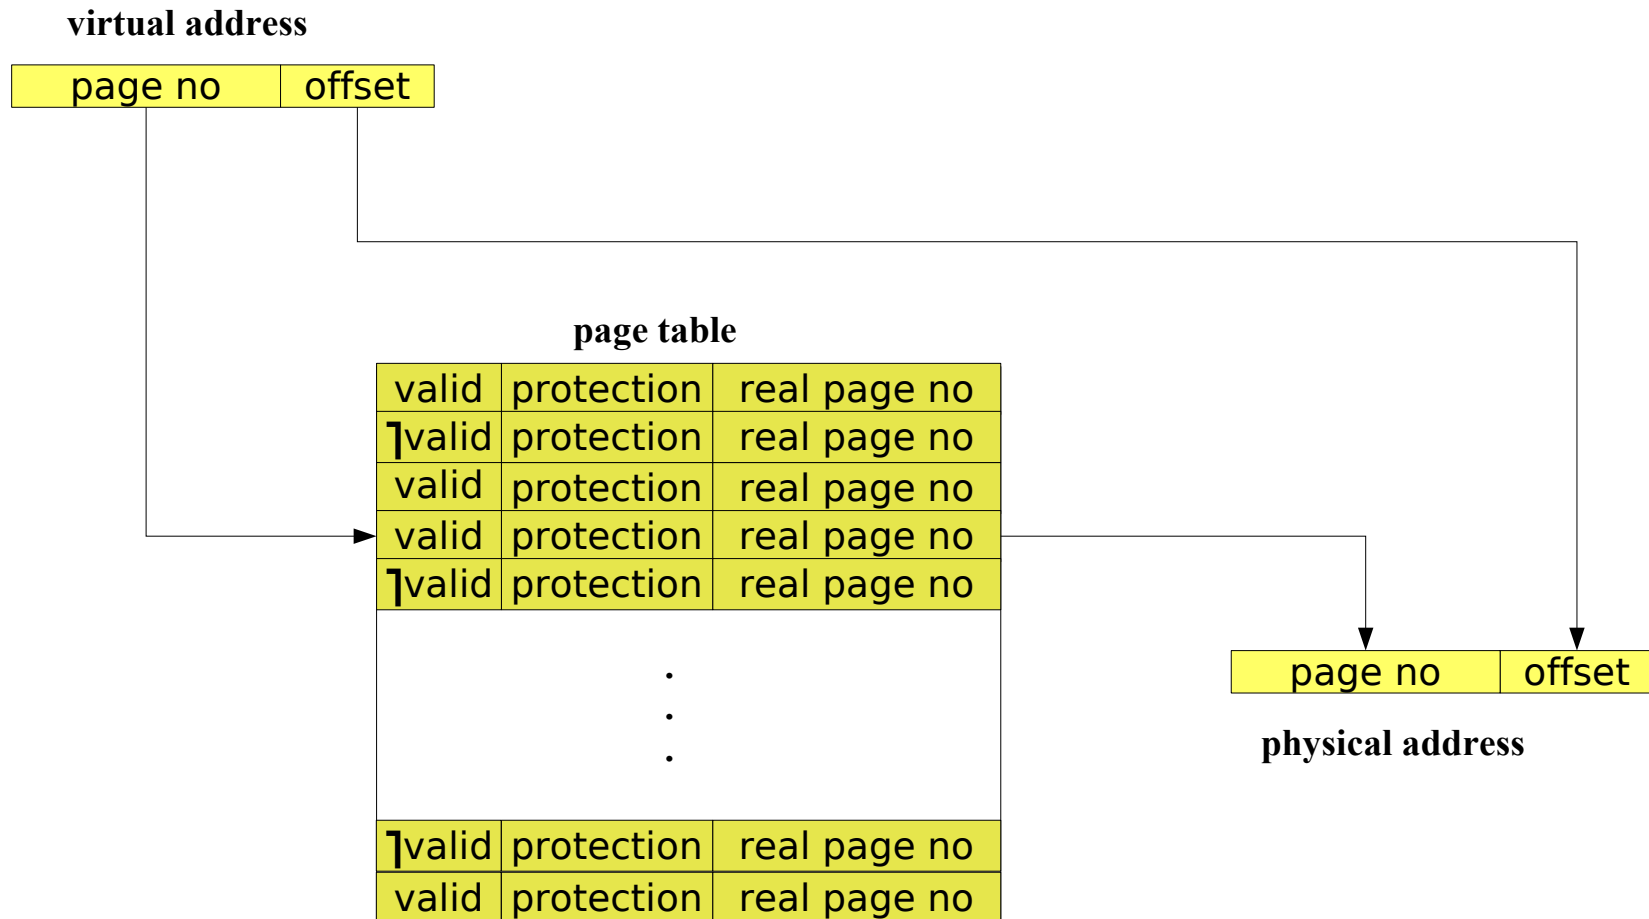 virtual address
page no offset
page table
valid protection real page no
⌉valid protection real page no
valid protection real page no
valid protection real page no
⌉valid protection real page no
.
.
.
page no offset
physical address
⌉valid protection real page no
valid protection real page no